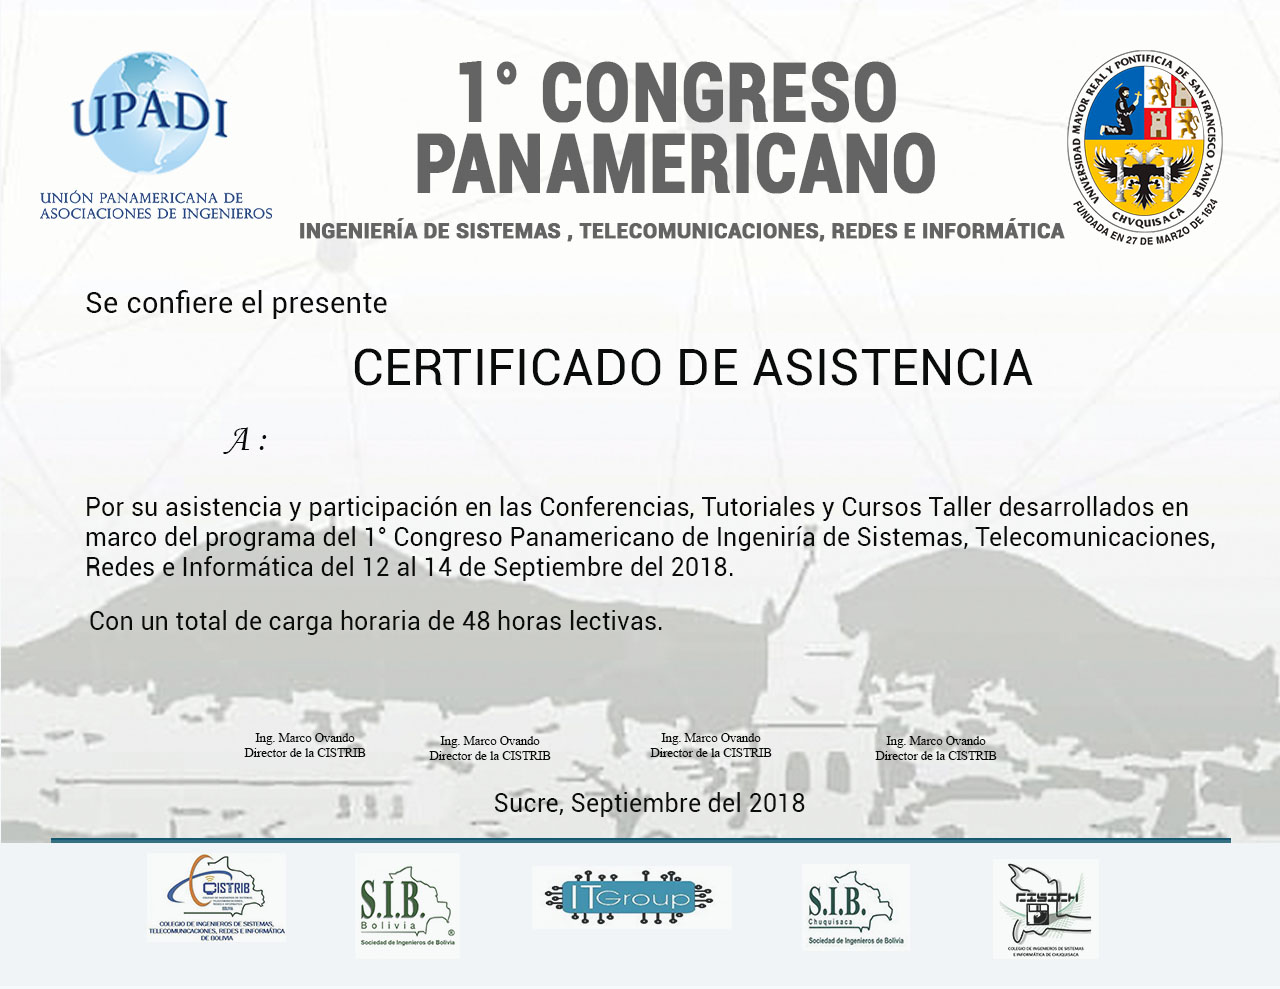 UPADI
UNIÓN PANAMERICANA DE
ASOCIACIONES DE INGENIEROS
1° CONGRESO
PANAMERICANO
INGENIERÍA DE SISTEMAS , TELECOMUNICACIONES, REDES E INFORMÁTICA
UNIVERSIDAD MAYOR REAL Y PONTIFICIA DE SAN FRANCISCO XAVIER
CHVQUISACA
FUNDADA EN 27 DE MARZO DE 1624
Se confiere el presente
CERTIFICADO DE ASISTENCIA
A :
Por su asistencia y participación en las Conferencias, Tutoriales y Cursos Taller desarrollados en
marco del programa del 1° Congreso Panamericano de Ingeniría de Sistemas, Telecomunicaciones,
Redes e Informática del 12 al 14 de Septiembre del 2018.
Con un total de carga horaria de 48 horas lectivas.
Ing. Marco Ovando
Director de la CISTRIB
Ing. Marco Ovando
Director de la CISTRIB
Ing. Marco Ovando
Director de la CISTRIB
Ing. Marco Ovando
Director de la CISTRIB
Sucre, Septiembre del 2018
CISTRIB
COLEGIO DE INGENIEROS DE SISTEMAS,
TELECOMUNICACIONES, REDES E INFORMÁTICA
DE BOLIVIA
S.I.B.
Bolivia
®
Sociedad de Ingenieros de Bolivia
ITGroup
S.I.B.
Chuquisaca
Sociedad de Ingenieros de Bolivia
CISICH
COLEGIO DE INGENIEROS DE SISTEMAS
E INFORMÁTICA DE CHUQUISACA